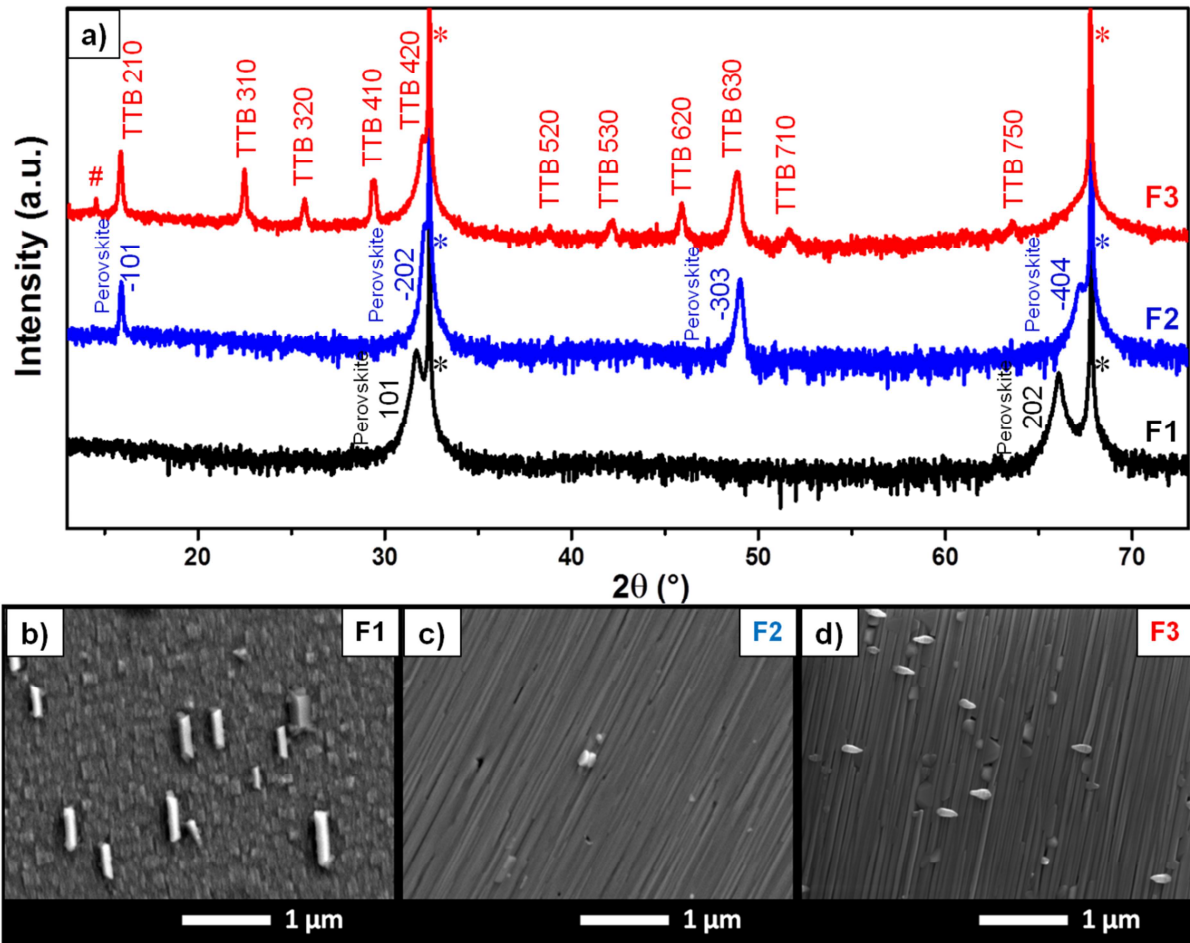 a)
Intensity (a.u.)
#
TTB 210
TTB 310
TTB 320
TTB 410
TTB 420
*
TTB 520
TTB 530
TTB 620
TTB 630
TTB 710
TTB 750
*
F3
Perovskite
-101
Perovskite
-202
*
Perovskite
-303
Perovskite
-404
*
F2
Perovskite
101
*
Perovskite
202
*
F1
20 30 40 50 60 70
2θ (°)
b) F1
1 µm
c) F2
1 µm
d) F3
1 µm